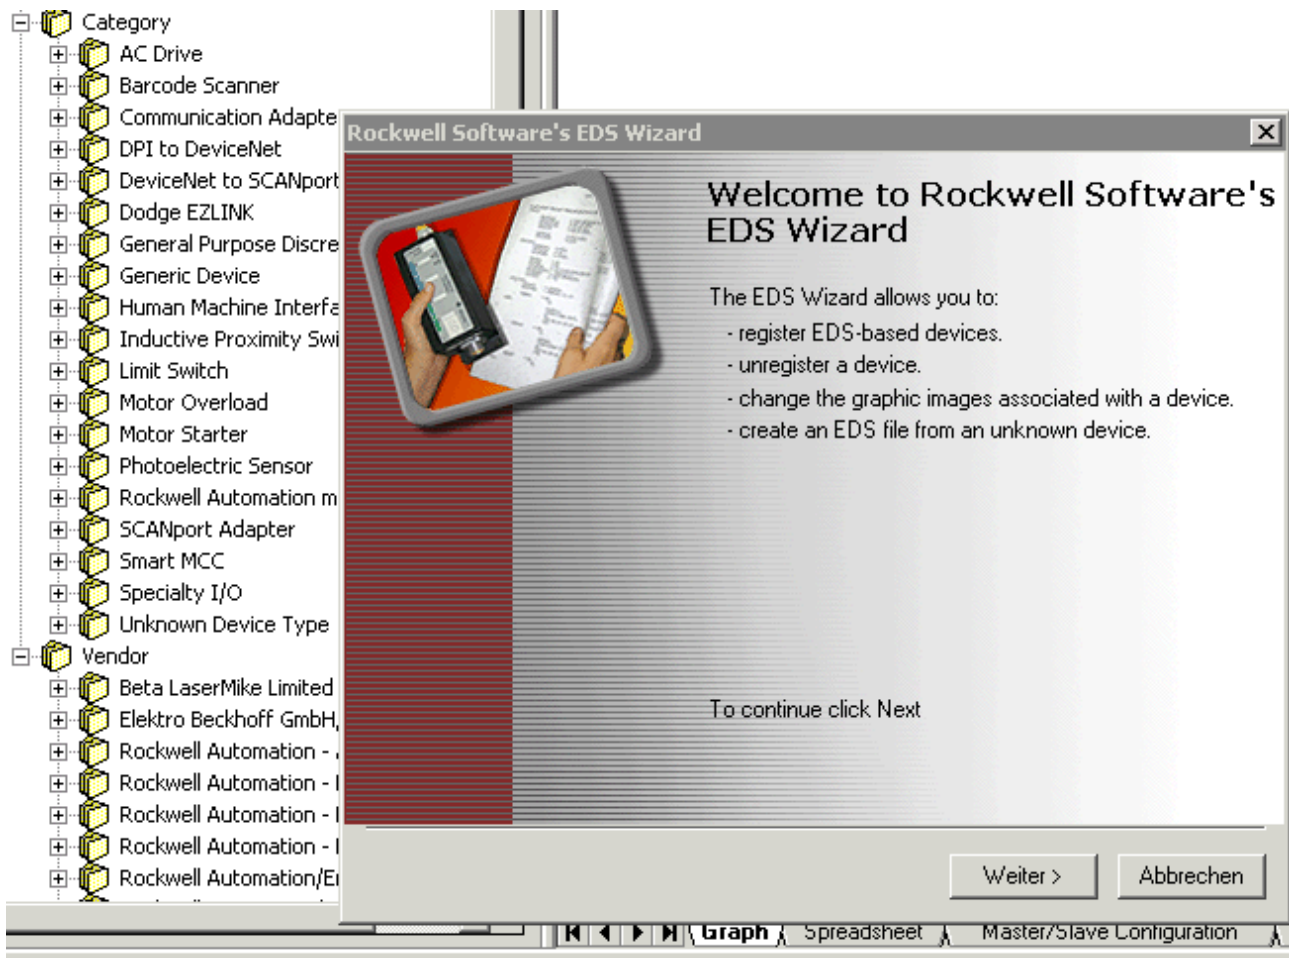 Category
AC Drive
Barcode Scanner
Communication Adapte
DPI to DeviceNet
DeviceNet to SCANport
Dodge EZLINK
General Purpose Discre
Generic Device
Human Machine Interfa
Inductive Proximity Swi
Limit Switch
Motor Overload
Motor Starter
Photoelectric Sensor
Rockwell Automation m
SCANport Adapter
Smart MCC
Specialty I/O
Unknown Device Type
Vendor
Beta LaserMike Limited
Elektro Beckhoff GmbH,
Rockwell Automation -
Rockwell Automation -
Rockwell Automation -
Rockwell Automation -
Rockwell Automation/E
Rockwell Software's EDS Wizard
Welcome to Rockwell Software's
EDS Wizard
The EDS Wizard allows you to:
- register EDS-based devices.
- unregister a device.
- change the graphic images associated with a device.
- create an EDS file from an unknown device.
To continue click Next
Weiter >
Abbrechen
Graph
Spreadsheet
Master/Slave Configuration